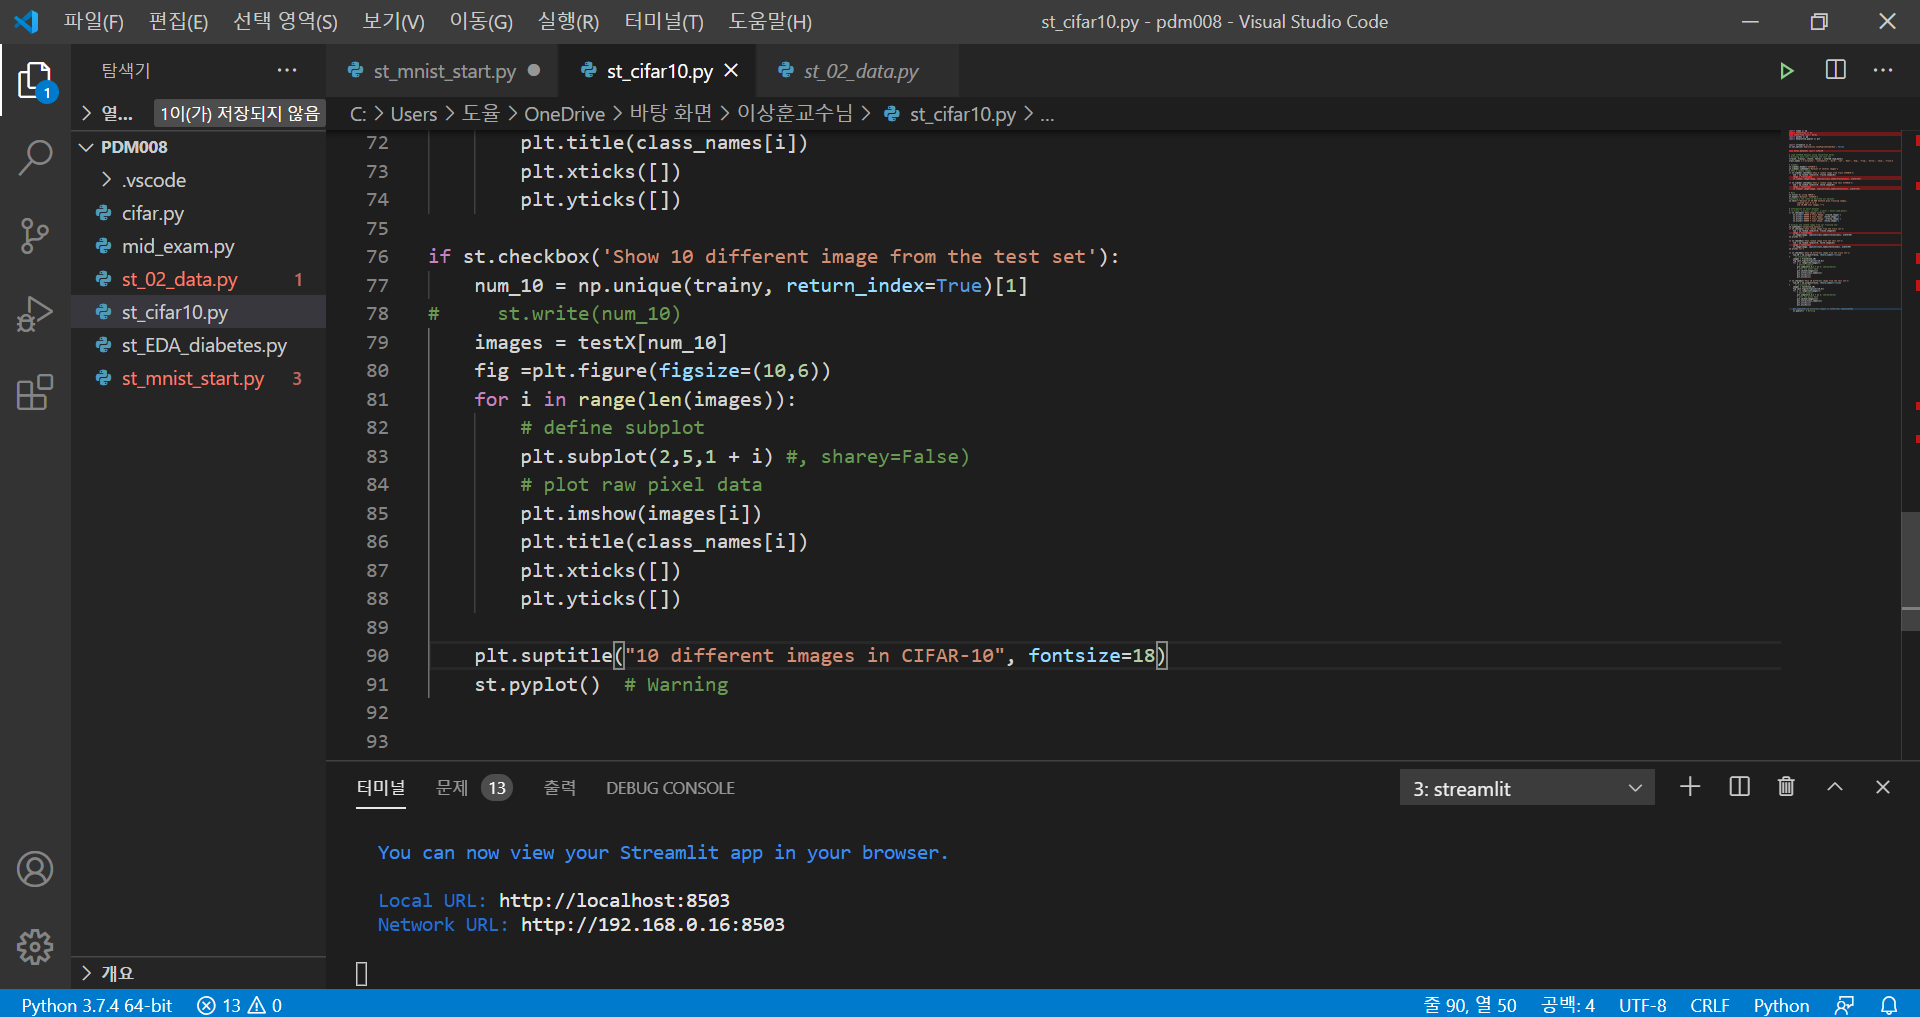 파일(F) 편집(E) 선택 영역(S) 보기(V) 이동(G) 실행(R) 터미널(T) 도움말(H) st_cifar10.py - pdm008 - Visual Studio Code
탐색기 ··· st_mnist_start.py st_cifar10.py st_02_data.py ···
1
열... 1이(가) 저장되지 않음 C: > Users > 도율 > OneDrive > 바탕 화면 > 이상훈교수님 > st_cifar10.py > ...
PDM008
.vscode
cifar.py
mid_exam.py
st_02_data.py 1
st_cifar10.py
st_EDA_diabetes.py
st_mnist_start.py 3
개요
72 plt.title(class_names[i])
73 plt.xticks([])
74 plt.yticks([])
75
76 if st.checkbox('Show 10 different image from the test set'):
77 num_10 = np.unique(trainy, return_index=True)[1]
78 # st.write(num_10)
79 images = testX[num_10]
80 fig =plt.figure(figsize=(10,6))
81 for i in range(len(images)):
82 # define subplot
83 plt.subplot(2,5,1 + i) #, sharey=False)
84 # plot raw pixel data
85 plt.imshow(images[i])
86 plt.title(class_names[i])
87 plt.xticks([])
88 plt.yticks([])
89
90 plt.suptitle("10 different images in CIFAR-10", fontsize=18)
91 st.pyplot()  # Warning
92
93
터미널 문제 13 출력 DEBUG CONSOLE 3: streamlit
You can now view your Streamlit app in your browser.
Local URL: http://localhost:8503
Network URL: http://192.168.0.16:8503
Python 3.7.4 64-bit 13 0 줄 90, 열 50 공백: 4 UTF-8 CRLF Python